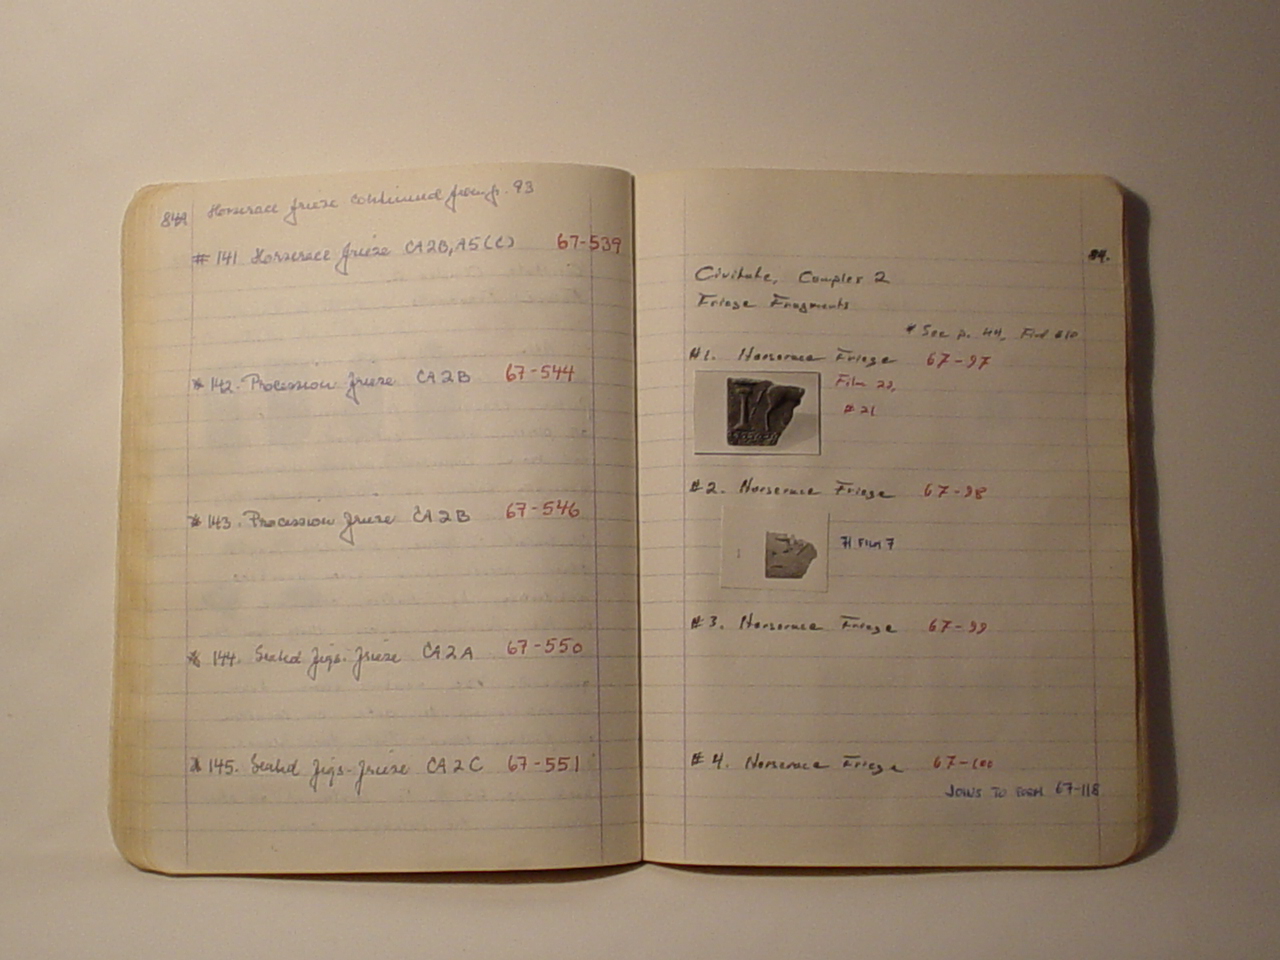 84a Horserace frieze continued from p. 93
#141 Horserace frieze CA2B, A5(C) 67-539
#142. Procession frieze CA2B 67-544
#143. Procession frieze CA2B 67-546
#144. Seated figs. frieze CA2A 67-550
#145. Seated figs. frieze CA2C 67-551
84.
Civitate, Complex 2
Frieze Fragments
* See p. 44, Find #10
#1. Horserace Frieze 67-97
Film 22,
#21
#2. Horserace Frieze 67-98
71 Film 7
#3. Horserace Frieze 67-99
#4. Horserace Frieze 67-100
JOINS TO FORM 67-118